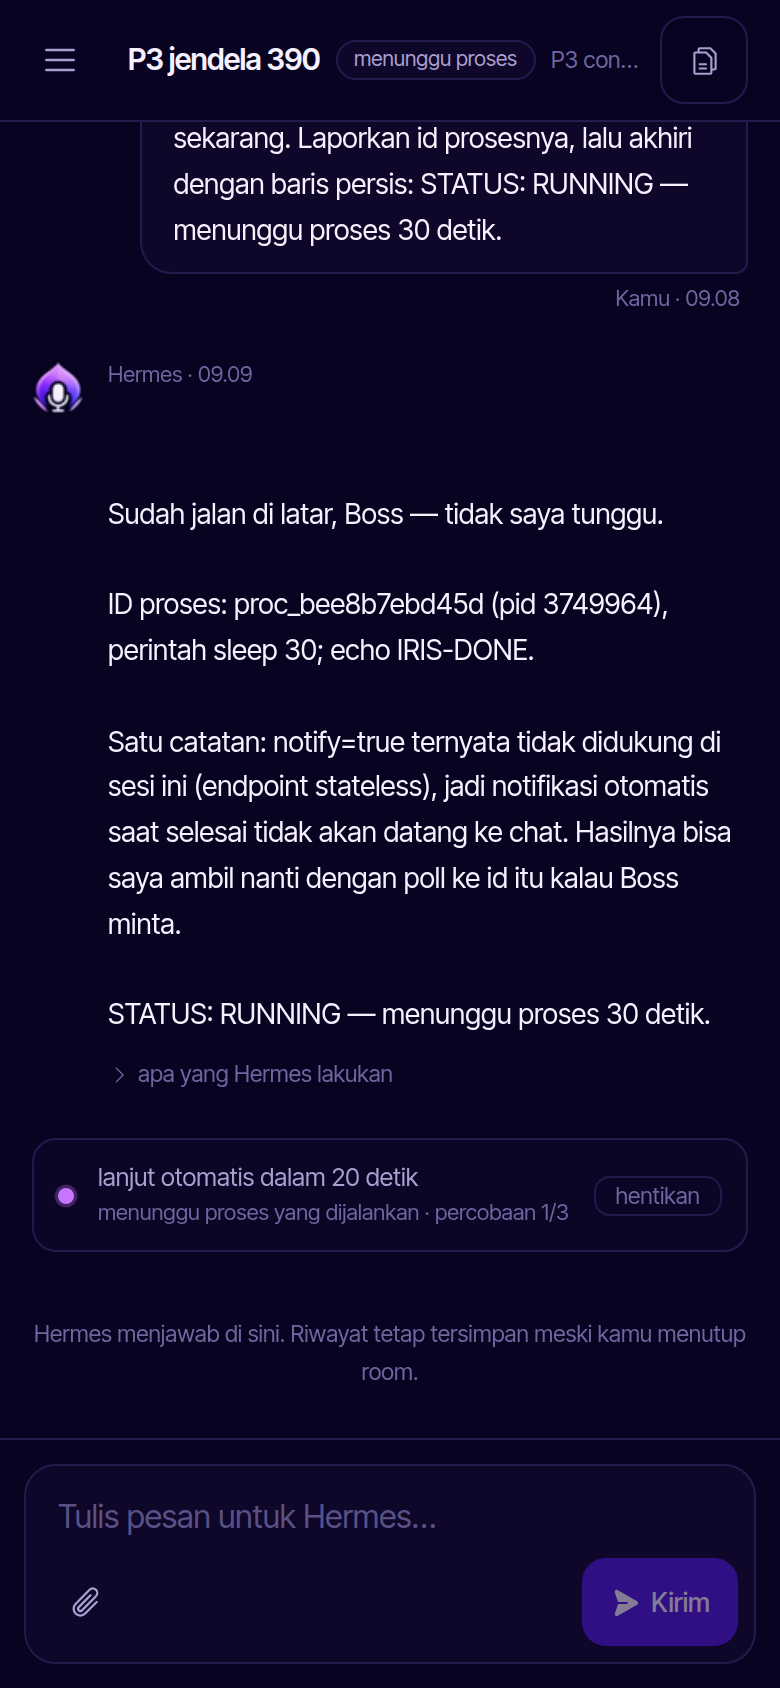 P3 jendela 390
menunggu proses
P3 con...
sekarang. Laporkan id prosesnya, lalu akhiri
dengan baris persis: STATUS: RUNNING —
menunggu proses 30 detik.
Kamu · 09.08
Hermes · 09.09
Sudah jalan di latar, Boss — tidak saya tunggu.
ID proses: proc_bee8b7ebd45d (pid 3749964),
perintah sleep 30; echo IRIS-DONE.
Satu catatan: notify=true ternyata tidak didukung di
sesi ini (endpoint stateless), jadi notifikasi otomatis
saat selesai tidak akan datang ke chat. Hasilnya bisa
saya ambil nanti dengan poll ke id itu kalau Boss
minta.
STATUS: RUNNING — menunggu proses 30 detik.
apa yang Hermes lakukan
lanjut otomatis dalam 20 detik
menunggu proses yang dijalankan · percobaan 1/3
hentikan
Hermes menjawab di sini. Riwayat tetap tersimpan meski kamu menutup
room.
Tulis pesan untuk Hermes...
Kirim